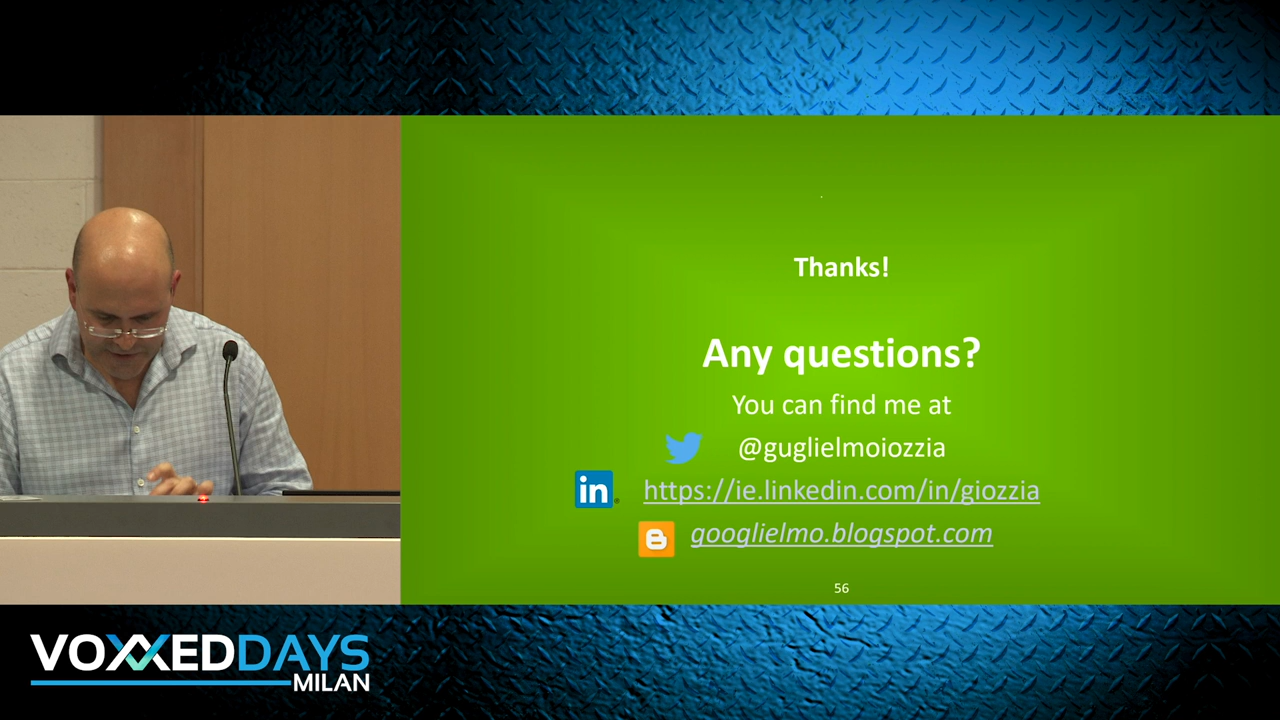 Thanks!
Any questions?
You can find me at
@guglielmoiozzia
in
https://ie.linkedin.com/in/giozzia
googlielmo.blogspot.com
56
VOXXEDDAYS
MILAN